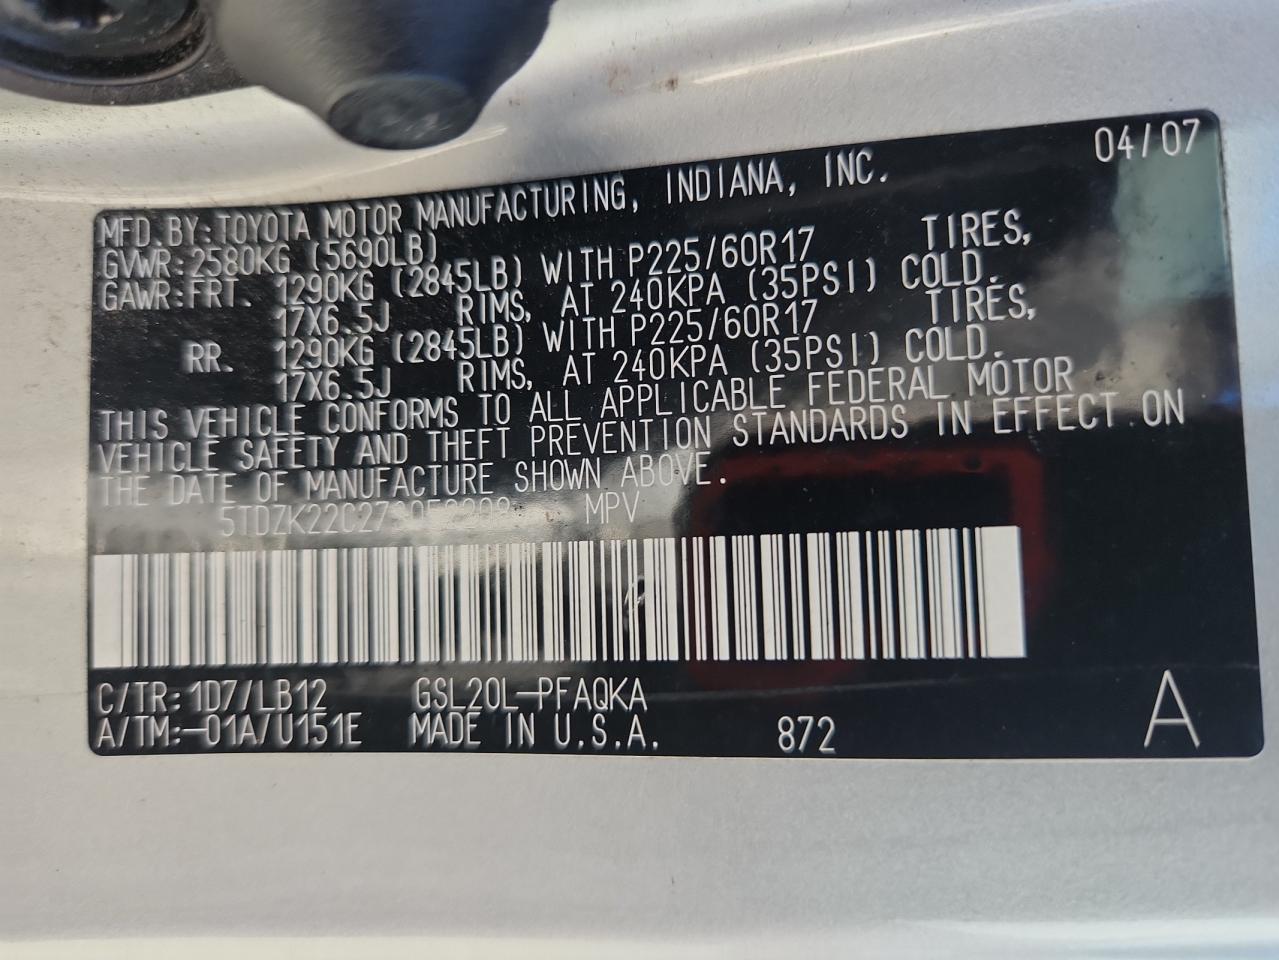 04/07
MFD.BY:TOYOTA MOTOR MANUFACTURING, INDIANA, INC.
GVWR:2580KG (5690LB)
GAWR:FRT. 1290KG (2845LB) WITH P225/60R17 TIRES,
17X6.5J RIMS, AT 240KPA (35PSI) COLD.
RR. 1290KG (2845LB) WITH P225/60R17 TIRES,
17X6.5J RIMS, AT 240KPA (35PSI) COLD.
THIS VEHICLE CONFORMS TO ALL APPLICABLE FEDERAL MOTOR
VEHICLE SAFETY AND THEFT PREVENTION STANDARDS IN EFFECT ON
THE DATE OF MANUFACTURE SHOWN ABOVE.
MPV
C/TR:1D7/LB12 GSL20L-PFAQKA
A/TM:-01A/U151E MADE IN U.S.A. 872 A